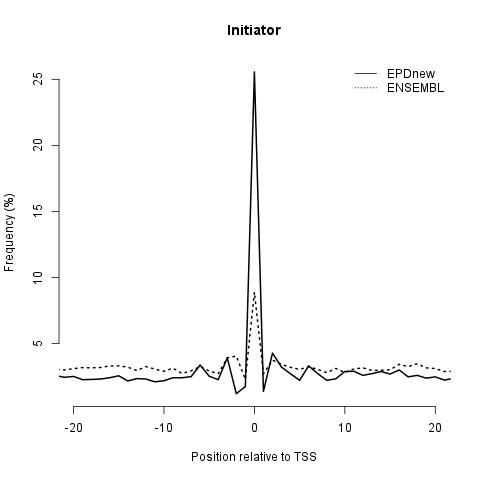 Initiator
EPDnew
ENSEMBL
Frequency (%)
25
20
15
10
5
-20 -10 0 10 20
Position relative to TSS